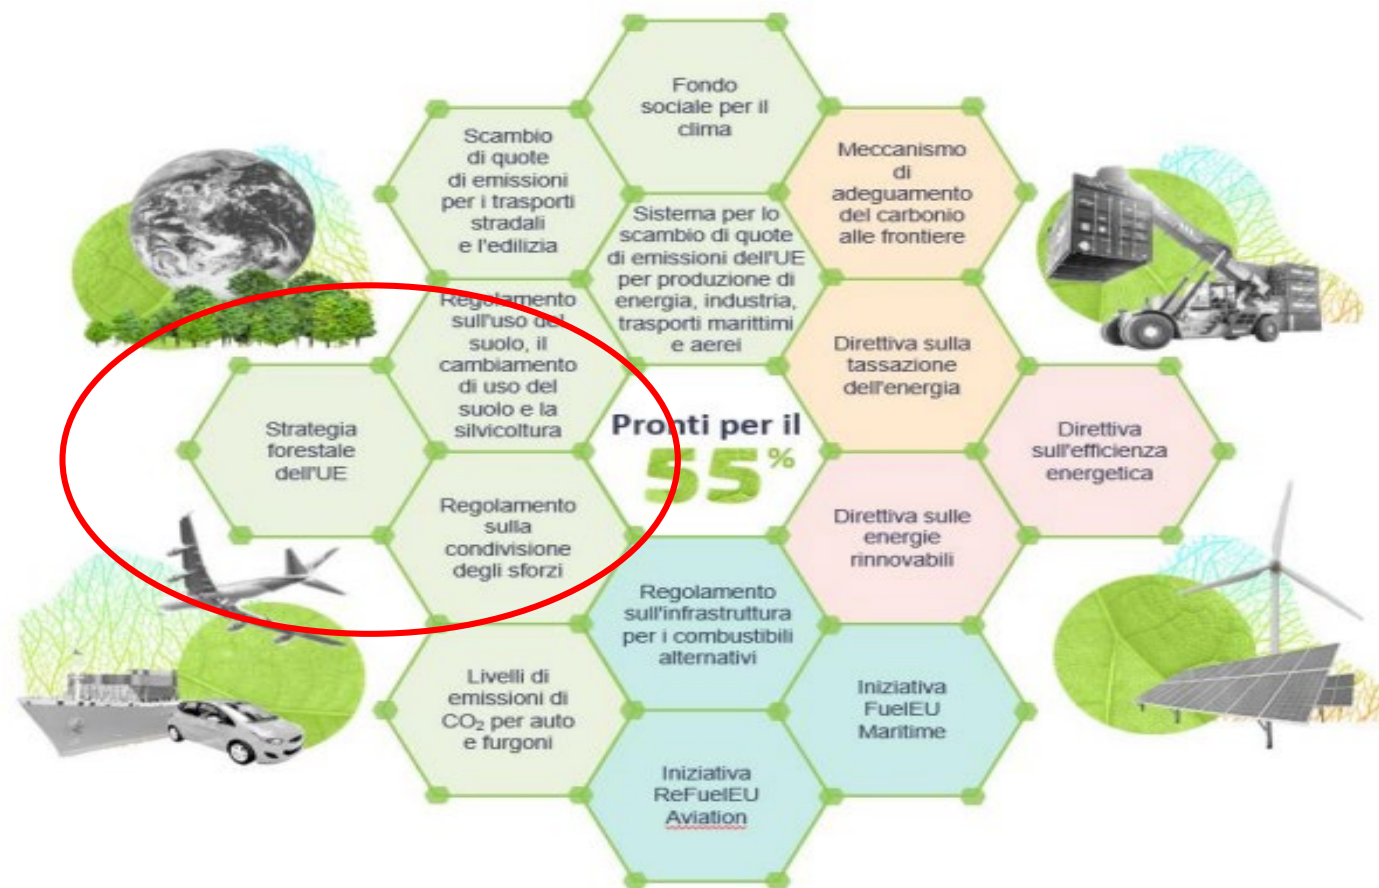 Fondo
sociale per il
clima
Scambio
di quote
di emissioni
per i trasporti
stradali
e l'edilizia
Meccanismo
di
adeguamento
del carbonio
alle frontiere
Sistema per lo
scambio di quote
di emissioni dell'UE
per produzione di
energia, industria,
trasporti marittimi
e aerei
Regolamento
sull'uso del
suolo, il
cambiamento
di uso del
suolo e la
silvicoltura
Direttiva sulla
tassazione
dell'energia
Strategia
forestale
dell'UE
Pronti per il
55%
Direttiva
sull'efficienza
energetica
Regolamento
sulla
condivisione
degli sforzi
Direttiva sulle
energie
rinnovabili
Regolamento
sull'infrastruttura
per i combustibili
alternativi
Livelli di
emissioni di
CO₂ per auto
e furgoni
Iniziativa
FuelEU
Maritime
Iniziativa
ReFuelEU
Aviation